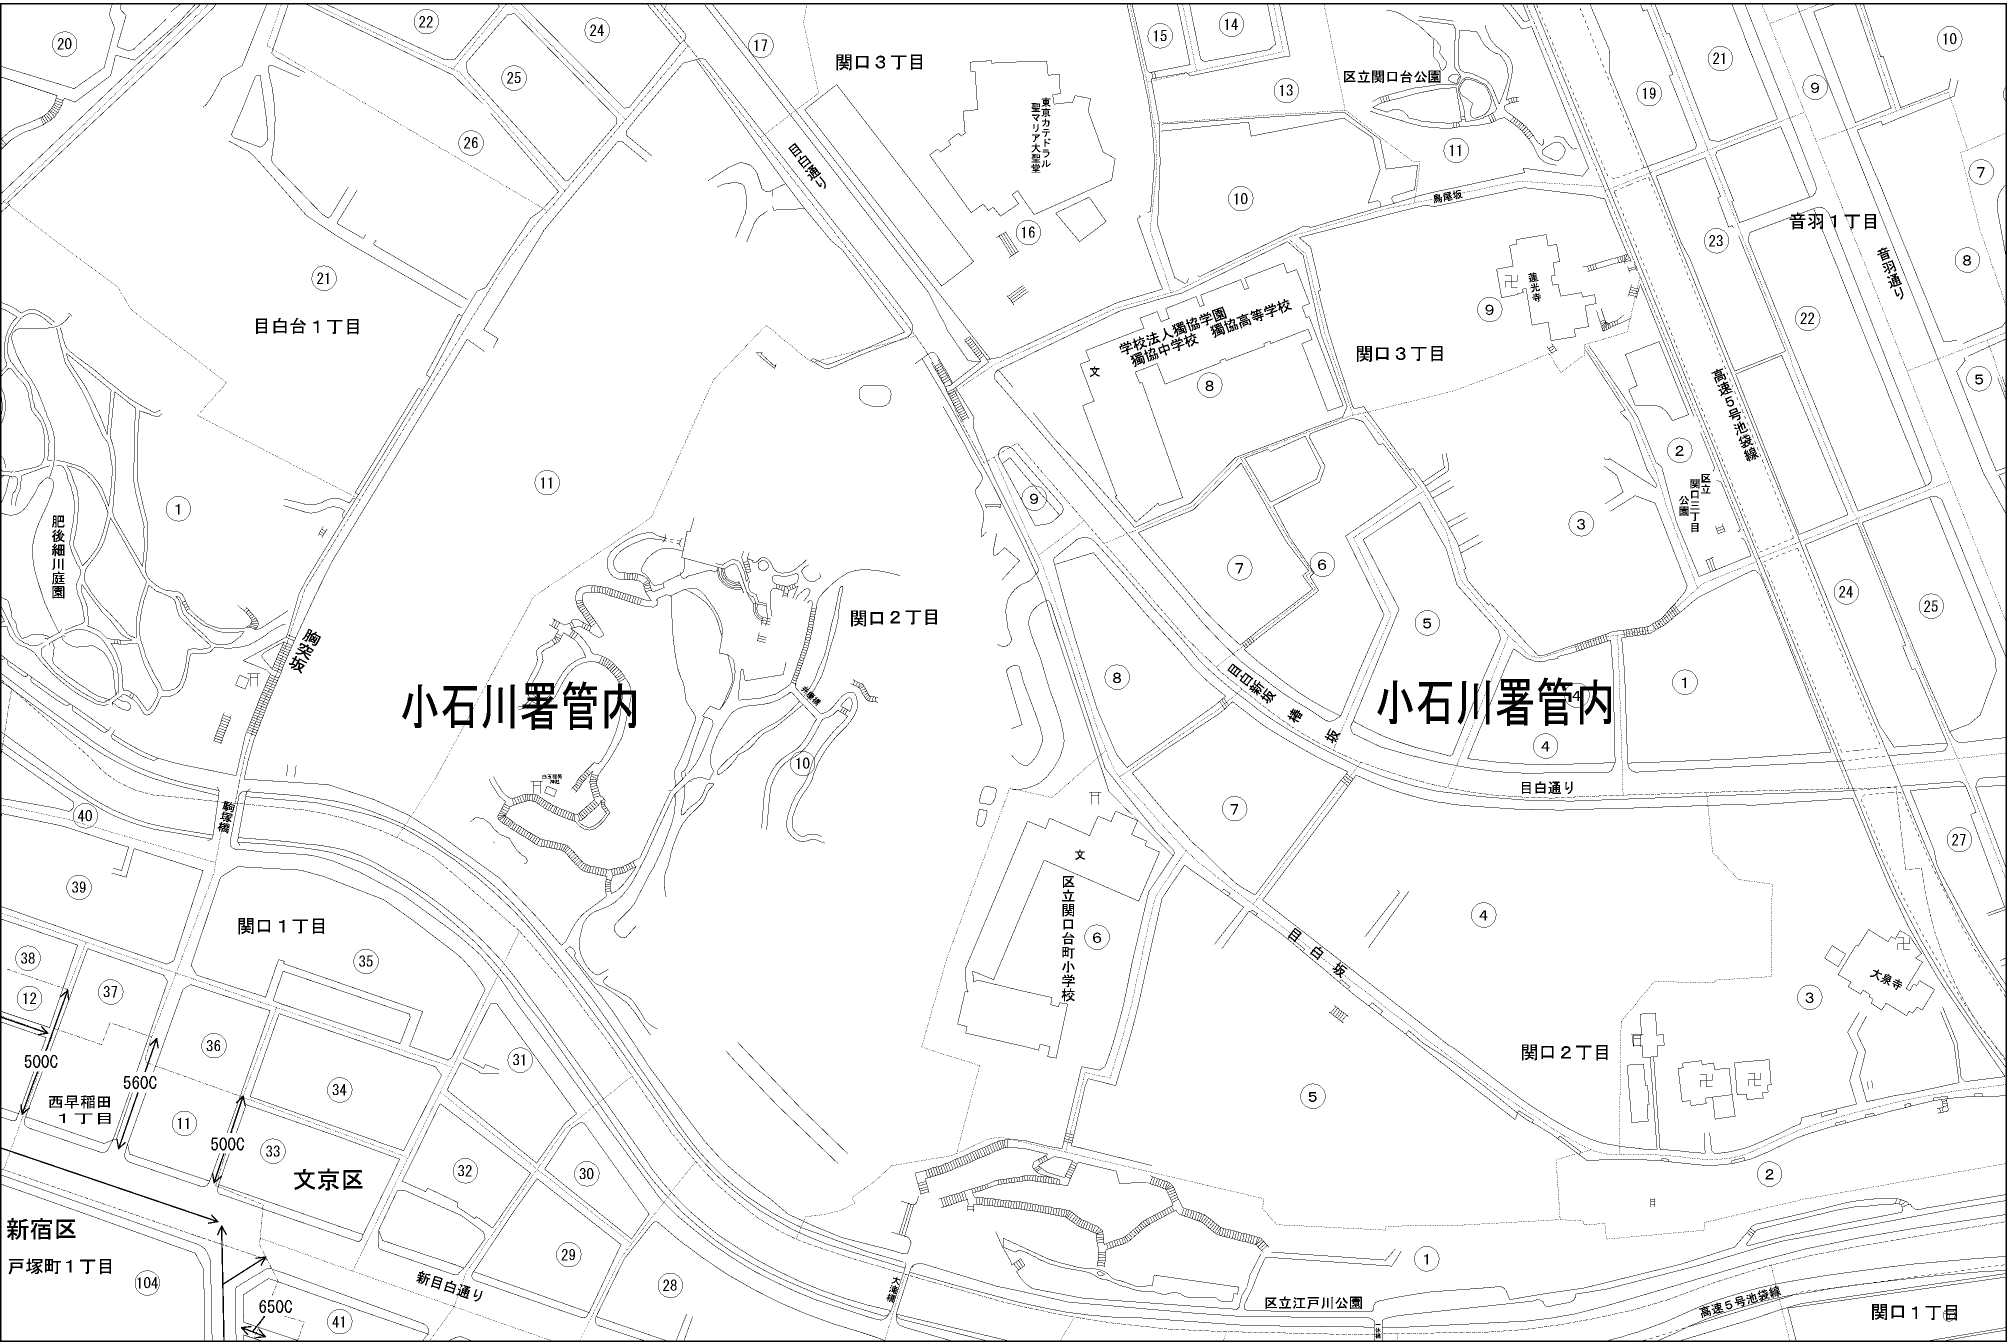 20
22
24
17
関口３丁目
15
14
13
区立関口台公園
21
19
9
10
25
26
目白通り
東京カテドラル
聖マリア大聖堂
16
10
11
鳥尾坂
7
音羽１丁目
23
音羽通り
8
22
21
目白台１丁目
学校法人獨協学園
獨協中学校　獨協高等学校
文
8
関口３丁目
9
蓮光寺
高速５号池袋線
5
11
1
肥後細川庭園
9
5
2
区立
関口三丁目
公園
3
7
6
24
25
胸突坂
関口２丁目
5
8
小石川署管内
目白新坂
椿
坂
小石川署管内
4
1
4
10
目白通り
7
駒塚橋
40
39
文
区立関口台町小学校
6
4
27
関口１丁目
35
目白坂
38
12
37
36
34
31
大泉寺
3
関口２丁目
500C
560C
500C
西早稲田
１丁目
11
33
文京区
32
30
5
2
新宿区
戸塚町１丁目
104
新目白通り
29
28
大滝橋
1
区立江戸川公園
高速５号池袋線
関口１丁目
650C
41